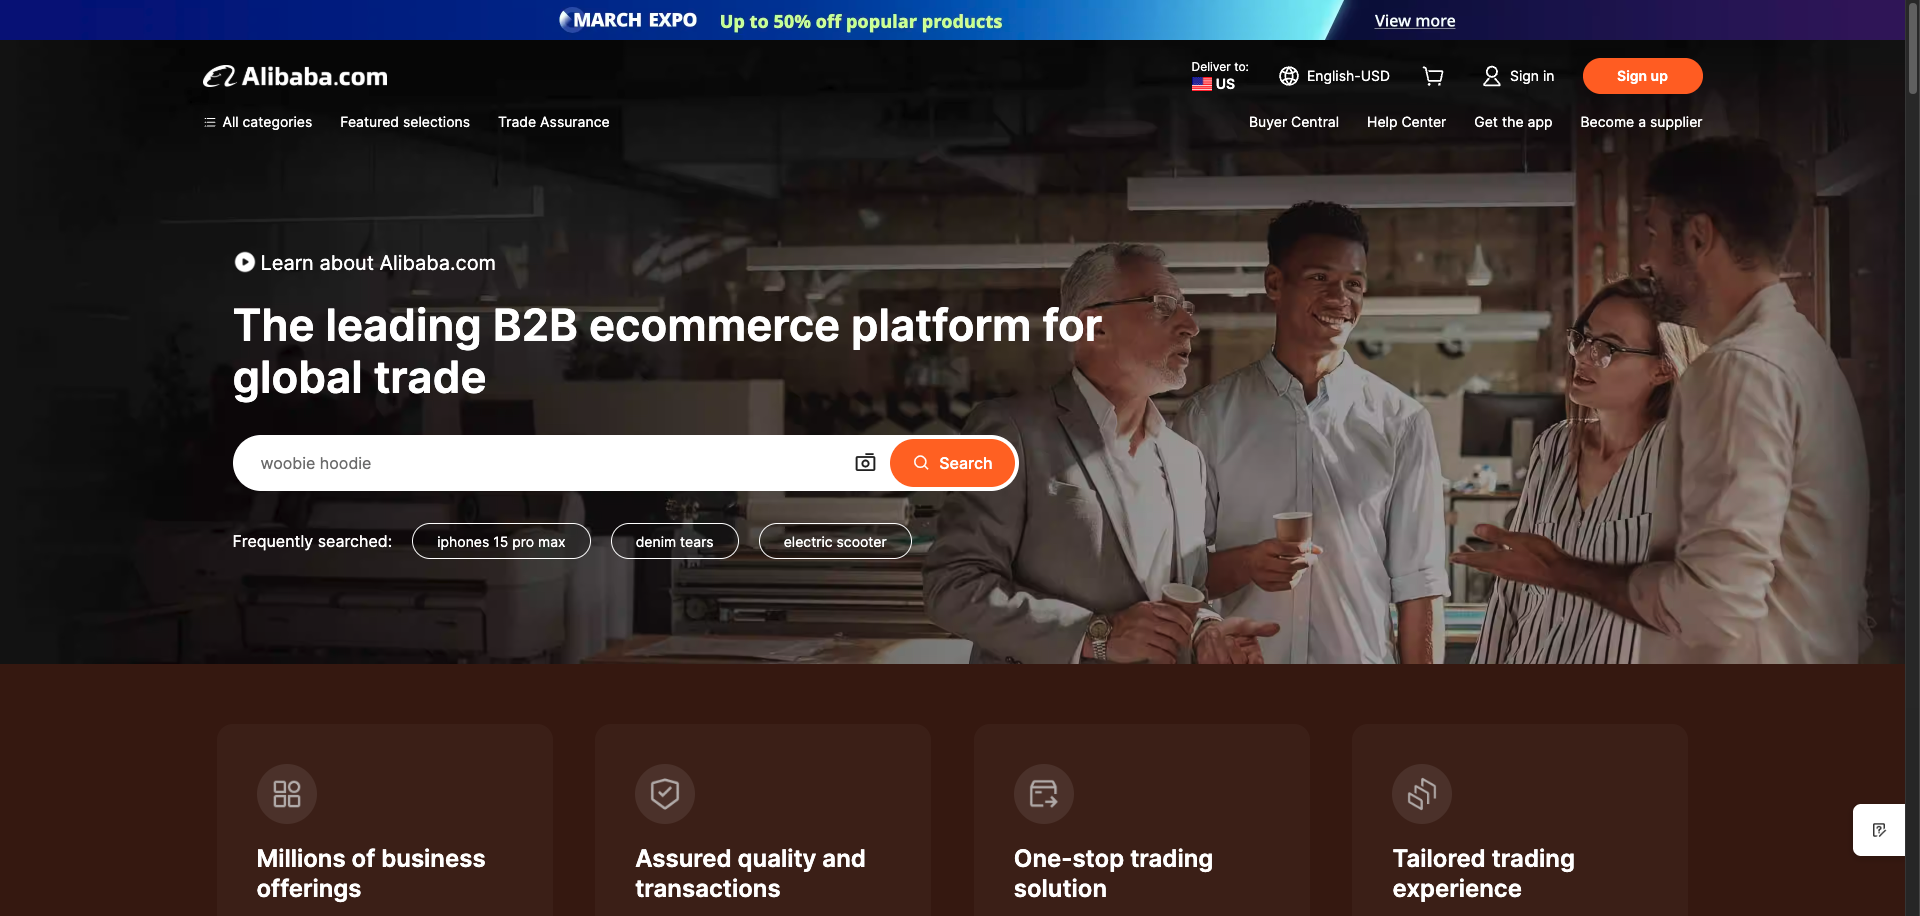 MARCH EXPO Up to 50% off popular products View more
Alibaba.com
Deliver to:
US
English-USD
Sign in
Sign up
All categories Featured selections Trade Assurance
Buyer Central Help Center Get the app Become a supplier
Learn about Alibaba.com
The leading B2B ecommerce platform for
global trade
woobie hoodie
Search
Frequently searched: iphones 15 pro max denim tears electric scooter
Millions of business
offerings
Assured quality and
transactions
One-stop trading
solution
Tailored trading
experience